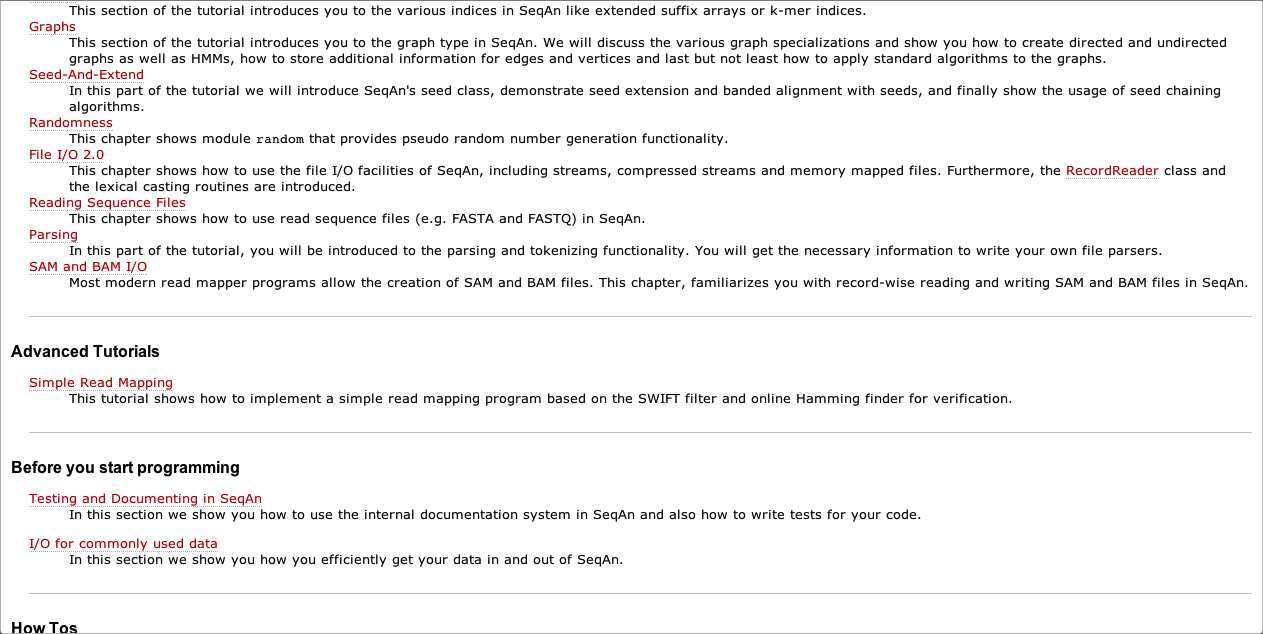 This section of the tutorial introduces you to the various indices in SeqAn like extended suffix arrays or k-mer indices.
Graphs
This section of the tutorial introduces you to the graph type in SeqAn. We will discuss the various graph specializations and show you how to create directed and undirected
graphs as well as HMMs, how to store additional information for edges and vertices and last but not least how to apply standard algorithms to the graphs.
Seed-And-Extend
In this part of the tutorial we will introduce SeqAn's seed class, demonstrate seed extension and banded alignment with seeds, and finally show the usage of seed chaining
algorithms.
Randomness
This chapter shows module random that provides pseudo random number generation functionality.
File I/O 2.0
This chapter shows how to use the file I/O facilities of SeqAn, including streams, compressed streams and memory mapped files. Furthermore, the RecordReader class and
the lexical casting routines are introduced.
Reading Sequence Files
This chapter shows how to use read sequence files (e.g. FASTA and FASTQ) in SeqAn.
Parsing
In this part of the tutorial, you will be introduced to the parsing and tokenizing functionality. You will get the necessary information to write your own file parsers.
SAM and BAM I/O
Most modern read mapper programs allow the creation of SAM and BAM files. This chapter, familiarizes you with record-wise reading and writing SAM and BAM files in SeqAn.
Advanced Tutorials
Simple Read Mapping
This tutorial shows how to implement a simple read mapping program based on the SWIFT filter and online Hamming finder for verification.
Before you start programming
Testing and Documenting in SeqAn
In this section we show you how to use the internal documentation system in SeqAn and also how to write tests for your code.
I/O for commonly used data
In this section we show you how you efficiently get your data in and out of SeqAn.
How Tos